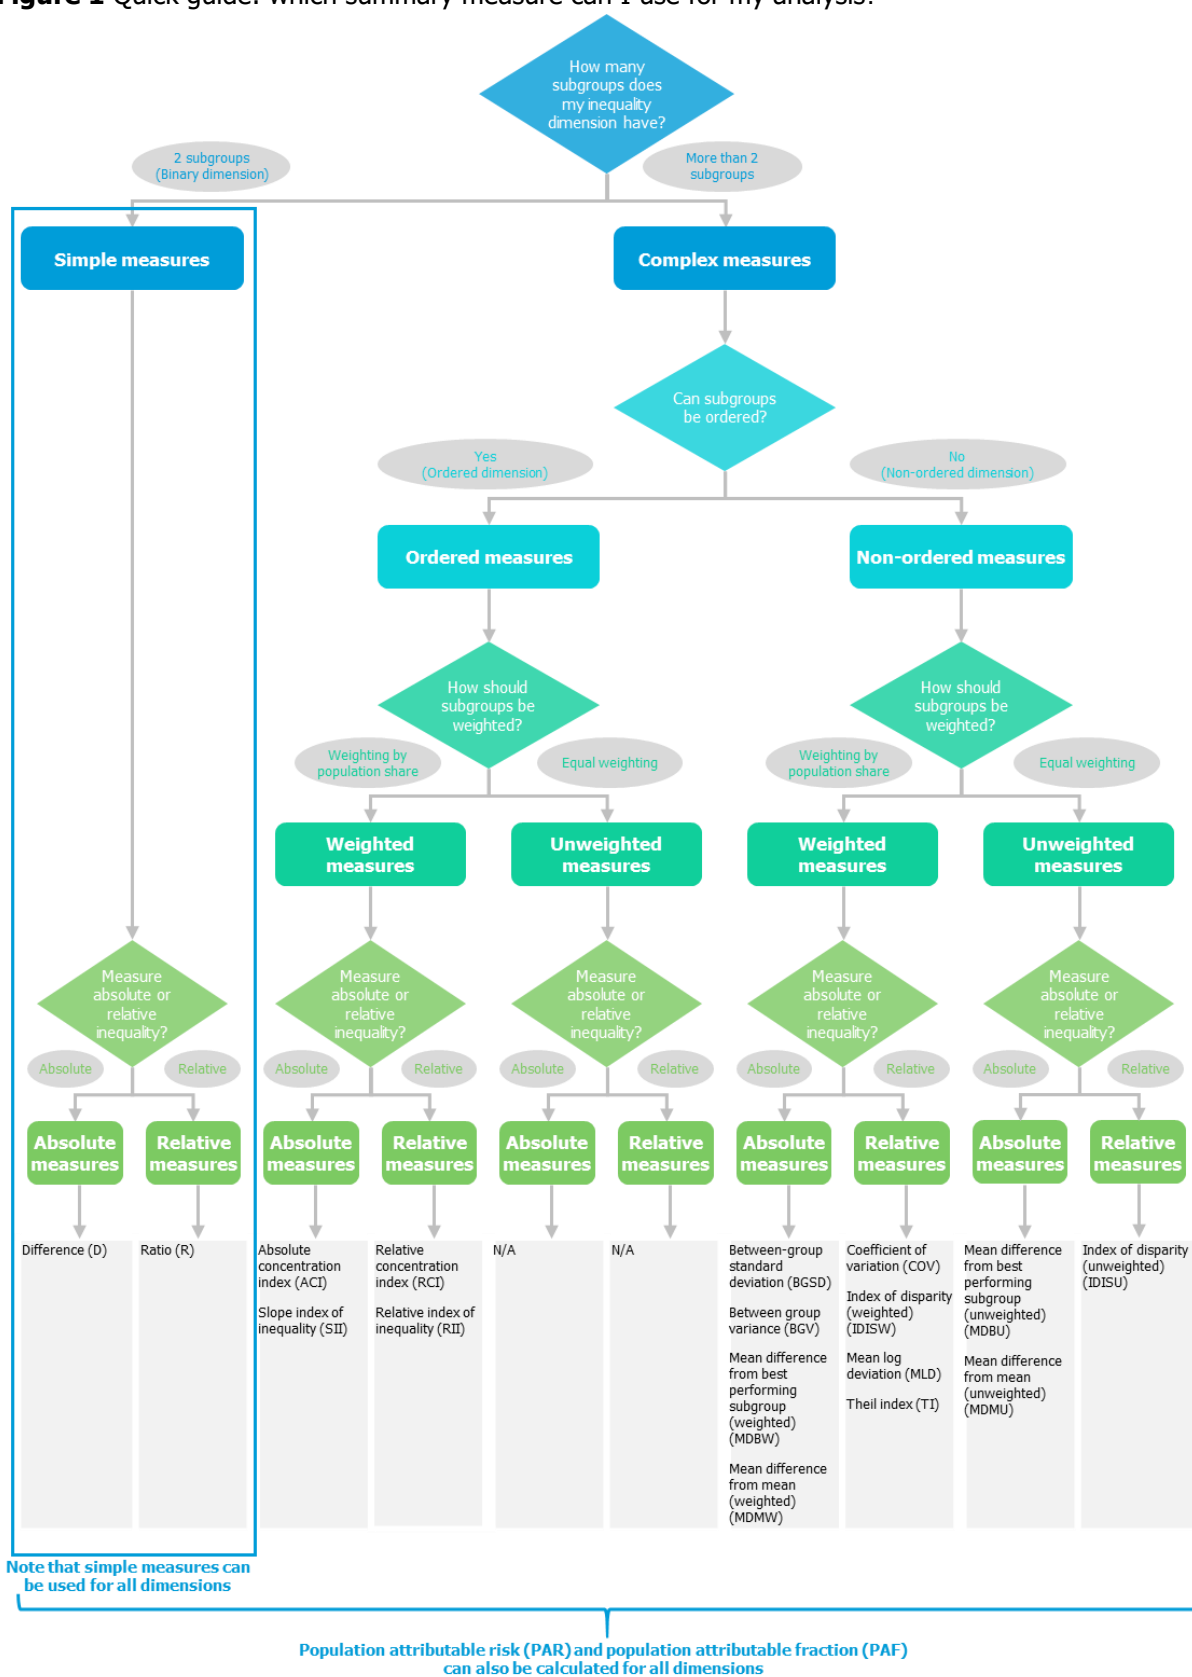 Figure 1 Quick guide: which summary measure can I use for my analysis?
How many
subgroups does
my inequality
dimension have?
2 subgroups
(Binary dimension)
More than 2
subgroups
Simple measures
Complex measures
Can subgroups
be ordered?
Yes
(Ordered dimension)
No
(Non-ordered dimension)
Ordered measures
Non-ordered measures
How should
subgroups be
weighted?
How should
subgroups be
weighted?
Weighting by
population share
Equal weighting
Weighting by
population share
Equal weighting
Weighted
measures
Unweighted
measures
Weighted
measures
Unweighted
measures
Measure
absolute or
relative
inequality?
Measure
absolute or
relative
inequality?
Measure
absolute or
relative
inequality?
Measure
absolute or
relative
inequality?
Measure
absolute or
relative
inequality?
Absolute
Relative
Absolute
Relative
Absolute
Relative
Absolute
Relative
Absolute
Relative
Absolute
measures
Relative
measures
Absolute
measures
Relative
measures
Absolute
measures
Relative
measures
Absolute
measures
Relative
measures
Absolute
measures
Relative
measures
Difference (D)
Ratio (R)
Absolute
concentration
index (ACI)
Slope index of
inequality (SII)
Relative
concentration
index (RCI)
Relative index of
inequality (RII)
N/A
N/A
Between-group
standard
deviation (BGSD)
Between group
variance (BGV)
Mean difference
from best
performing
subgroup
(weighted)
(MDBW)
Mean difference
from mean
(weighted)
(MDMW)
Coefficient of
variation (COV)
Index of disparity
(weighted)
(IDISW)
Mean log
deviation (MLD)
Theil index (TI)
Mean difference
from best
performing
subgroup
(unweighted)
(MDBU)
Mean difference
from mean
(unweighted)
(MDMU)
Index of disparity
(unweighted)
(IDISU)
Note that simple measures can
be used for all dimensions
Population attributable risk (PAR) and population attributable fraction (PAF)
can also be calculated for all dimensions